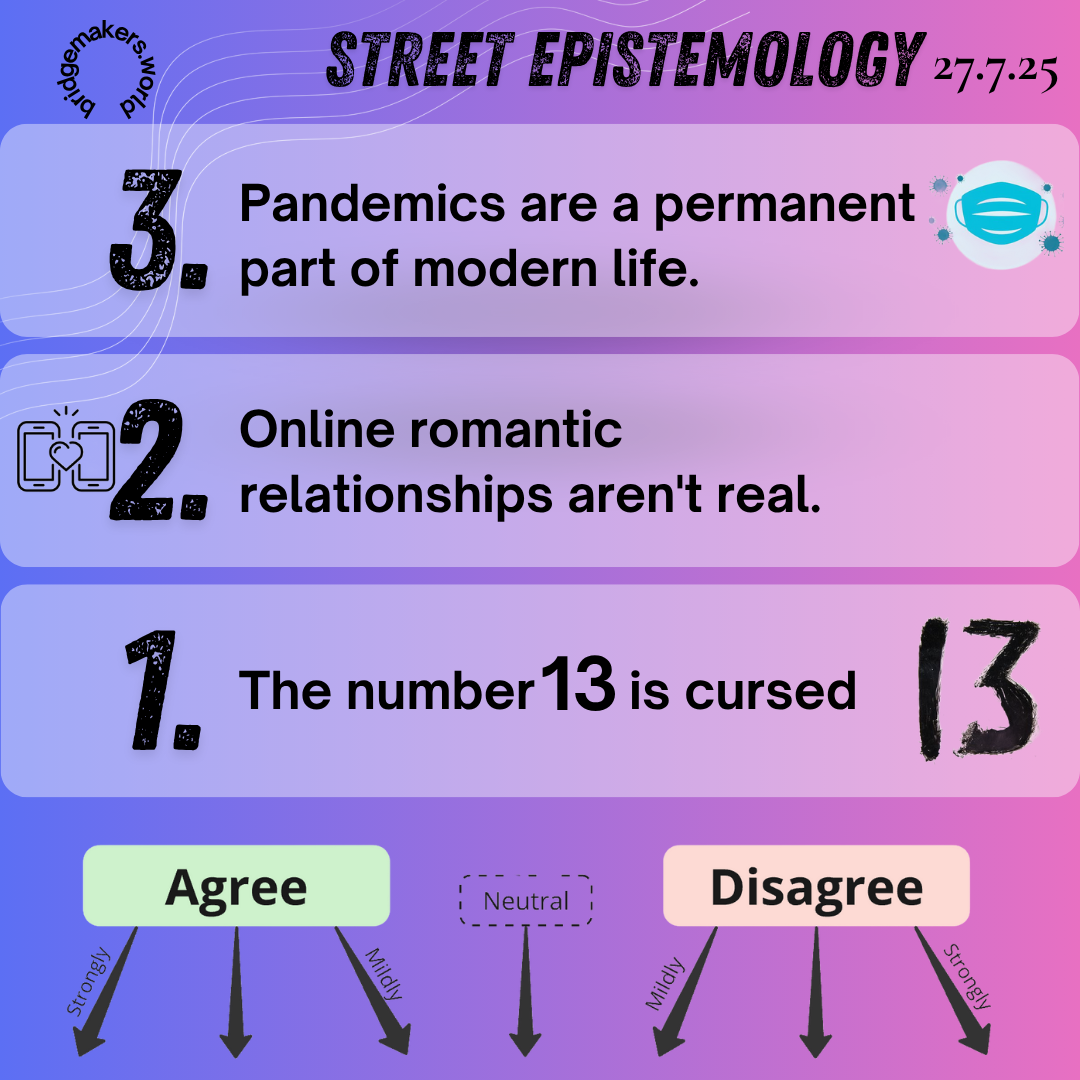 bridgemakers.world
STREET EPISTEMOLOGY 27.7.25
3. Pandemics are a permanent
part of modern life.
2. Online romantic
relationships aren't real.
1. The number 13 is cursed
13
Agree
Neutral
Disagree
Strongly
Mildly
Mildly
Strongly